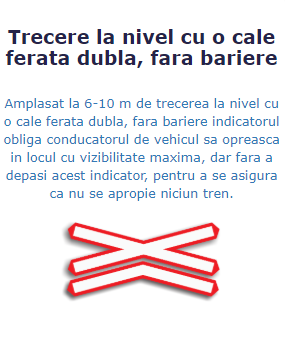 Trecere la nivel cu o cale
ferata dubla, fara bariere
Amplasat la 6-10 m de trecerea la nivel cu
o cale ferata dubla, fara bariere indicatorul
obliga conducatorul de vehicul sa opreasca
in locul cu vizibilitate maxima, dar fara a
depasi acest indicator, pentru a se asigura
ca nu se apropie niciun tren.